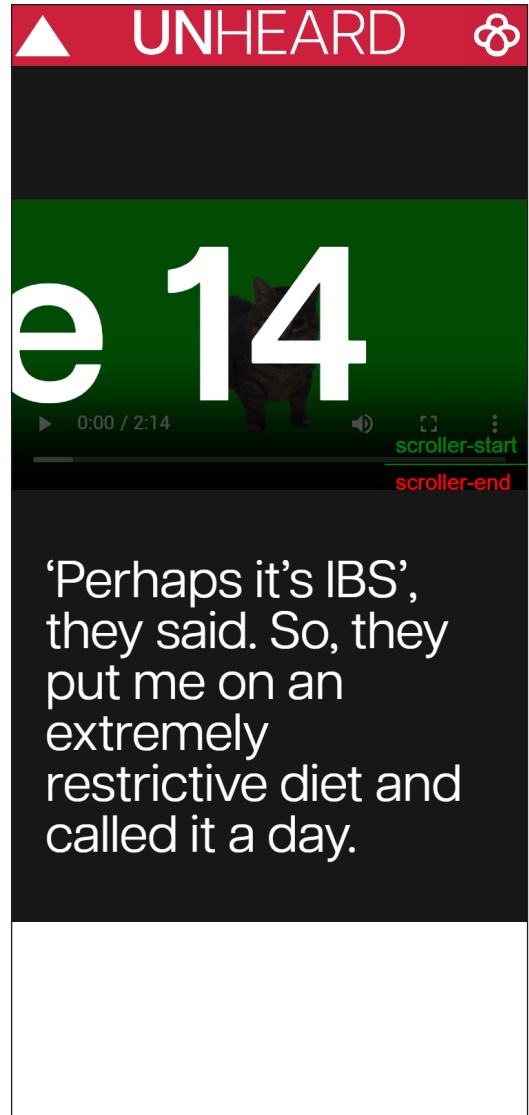 UNHEARD
e 14
0:00 / 2:14
scroller-start
scroller-end
‘Perhaps it’s IBS’,
they said. So, they
put me on an
extremely
restrictive diet and
called it a day.